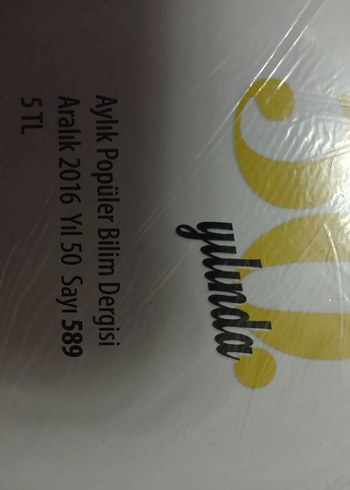 50.
yılında
Aylık Popüler Bilim Dergisi
Aralık 2016 Yıl 50 Sayı 589
5 TL